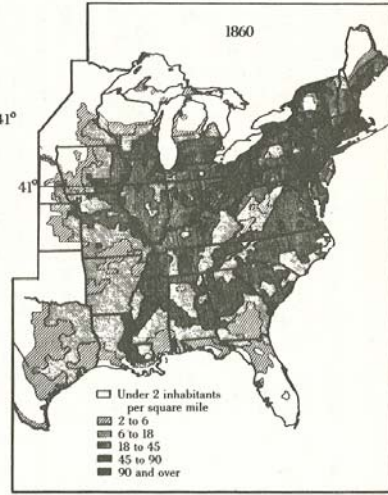 1860
41°
41°
Under 2 inhabitants
per square mile
2 to 6
6 to 18
18 to 45
45 to 90
90 and over